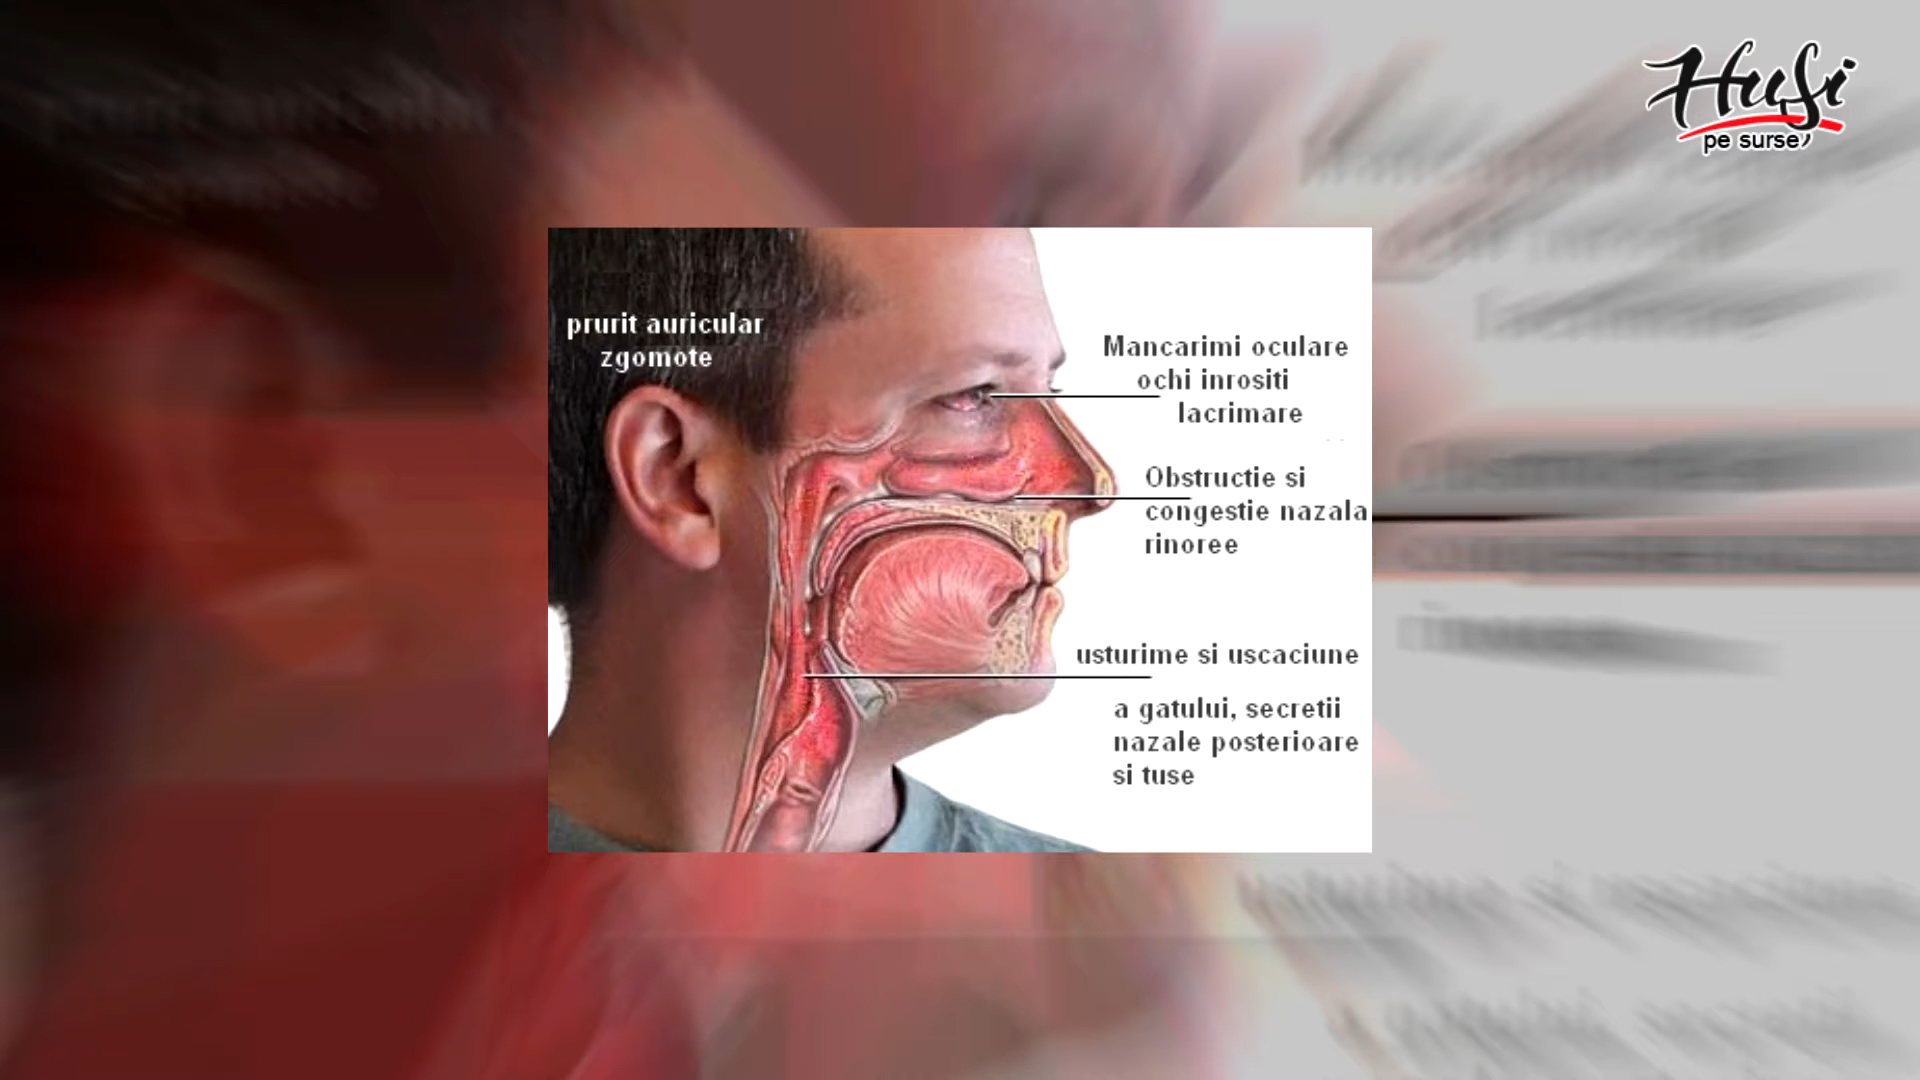 Huși
pe surse
prurit auricular
zgomote
Mancarimi oculare
ochi inrositi
lacrimare
Obstructie si
congestie nazala
rinoree
usturime si uscaciune
a gatului, secretii
nazale posterioare
si tuse